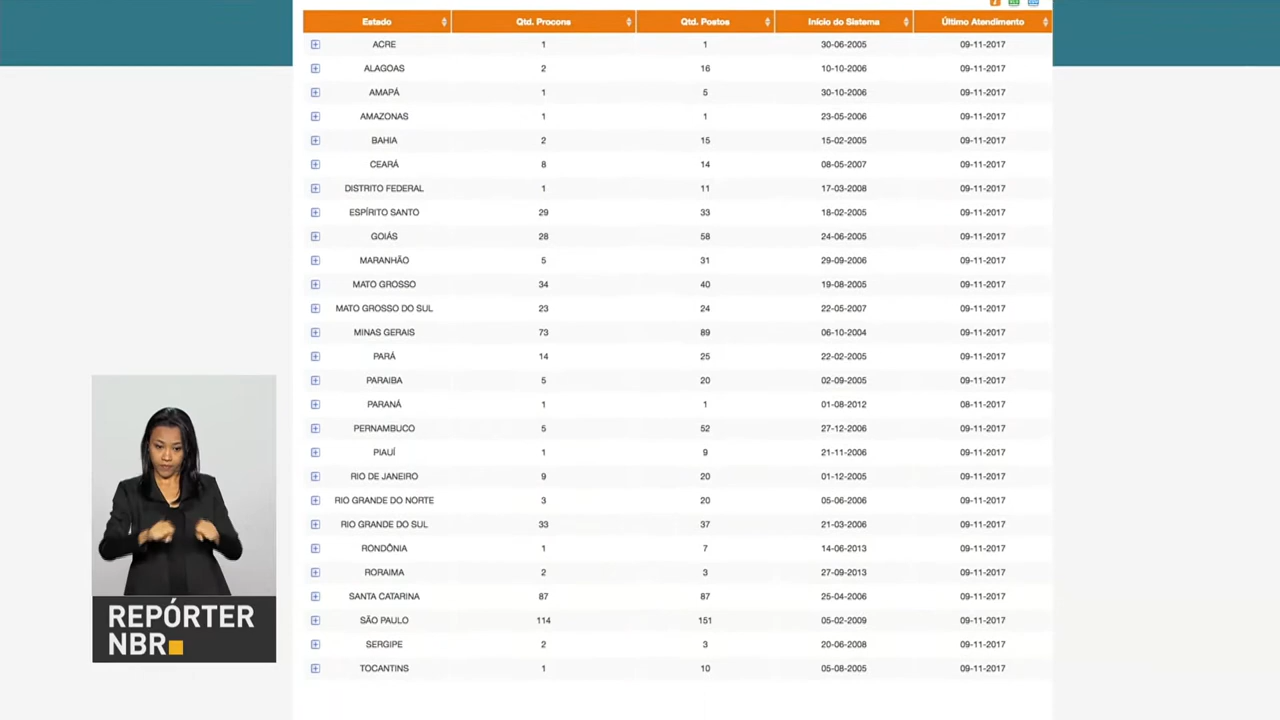 Estado Qtd. Procons Qtd. Postos Início do Sistema Último Atendimento
ACRE 1 1 30-06-2005 09-11-2017
ALAGOAS 2 16 10-10-2006 09-11-2017
AMAPÁ 1 5 30-10-2006 09-11-2017
AMAZONAS 1 1 23-05-2006 09-11-2017
BAHIA 2 15 15-02-2005 09-11-2017
CEARÁ 8 14 08-05-2007 09-11-2017
DISTRITO FEDERAL 1 11 17-03-2008 09-11-2017
ESPÍRITO SANTO 29 33 18-02-2005 09-11-2017
GOIÁS 28 58 24-06-2005 09-11-2017
MARANHÃO 5 31 29-09-2006 09-11-2017
MATO GROSSO 34 40 19-08-2005 09-11-2017
MATO GROSSO DO SUL 23 24 22-05-2007 09-11-2017
MINAS GERAIS 73 89 06-10-2004 09-11-2017
PARÁ 14 25 22-02-2005 09-11-2017
PARAIBA 5 20 02-09-2005 09-11-2017
PARANÁ 1 1 01-08-2012 08-11-2017
PERNAMBUCO 5 52 27-12-2006 09-11-2017
PIAUÍ 1 9 21-11-2006 09-11-2017
RIO DE JANEIRO 9 20 01-12-2005 09-11-2017
RIO GRANDE DO NORTE 3 20 05-06-2006 09-11-2017
RIO GRANDE DO SUL 33 37 21-03-2006 09-11-2017
RONDÔNIA 1 7 14-06-2013 09-11-2017
RORAIMA 2 3 27-09-2013 09-11-2017
SANTA CATARINA 87 87 25-04-2006 09-11-2017
SÃO PAULO 114 151 05-02-2009 09-11-2017
SERGIPE 2 3 20-06-2008 09-11-2017
TOCANTINS 1 10 05-08-2005 09-11-2017
REPÓRTER
NBR